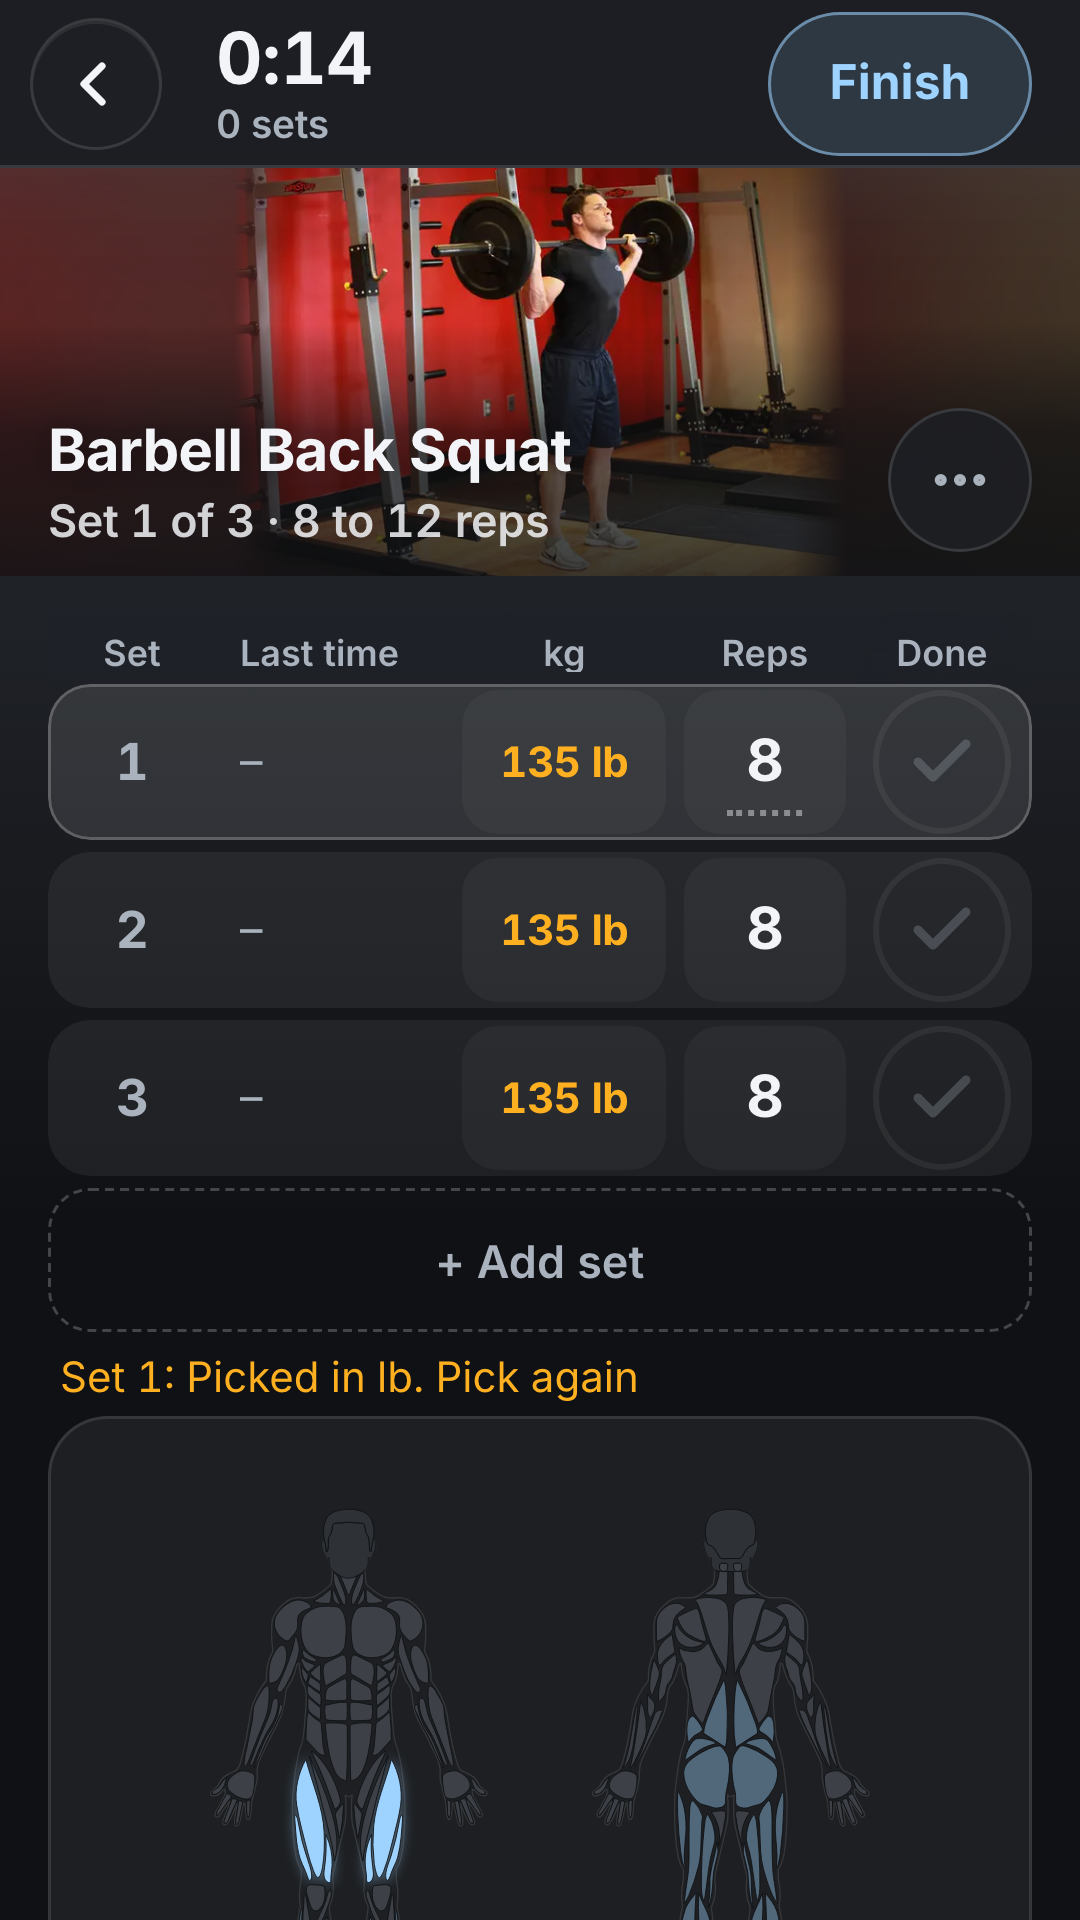 0:14
0 sets
Finish
Barbell Back Squat
Set 1 of 3 · 8 to 12 reps
Set Last time kg Reps Done
1 – 135 lb 8
2 – 135 lb 8
3 – 135 lb 8
+ Add set
Set 1: Picked in lb. Pick again